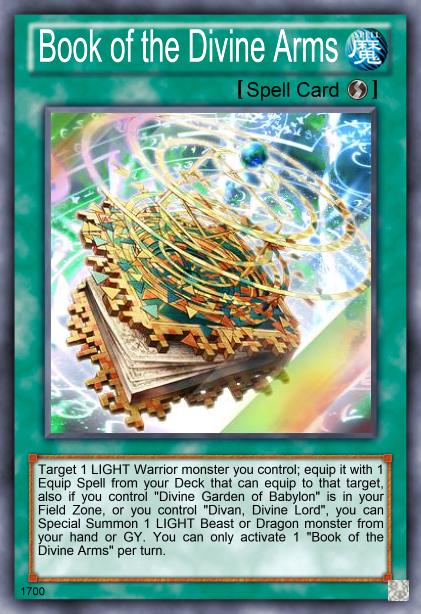 Book of the Divine Arms
SPELL
魔
[Spell Card]
Target 1 LIGHT Warrior monster you control; equip it with 1
Equip Spell from your Deck that can equip to that target,
also if you control "Divine Garden of Babylon" is in your
Field Zone, or you control "Divan, Divine Lord", you can
Special Summon 1 LIGHT Beast or Dragon monster from
your hand or GY. You can only activate 1 "Book of the
Divine Arms" per turn.
1700